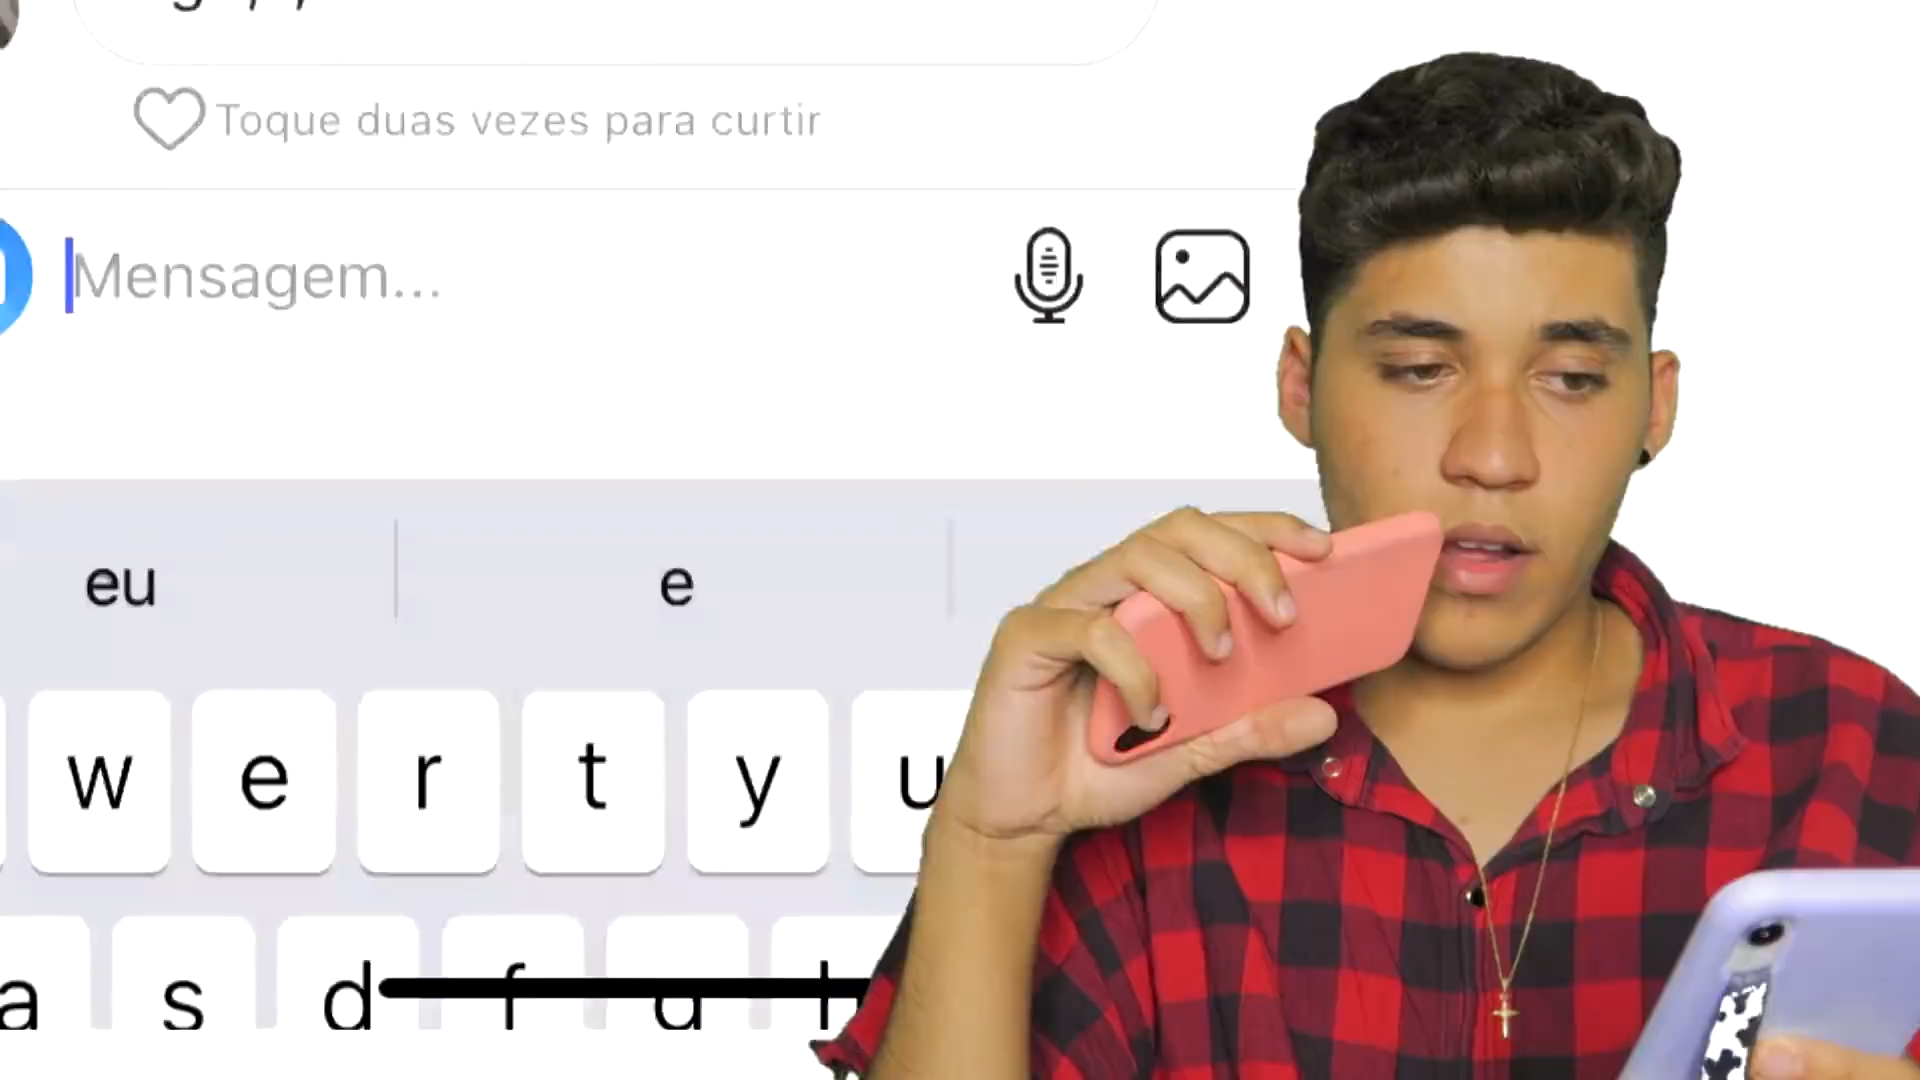 Toque duas vezes para curtir
Mensagem...
eu e
w e r t y u
a s d f g